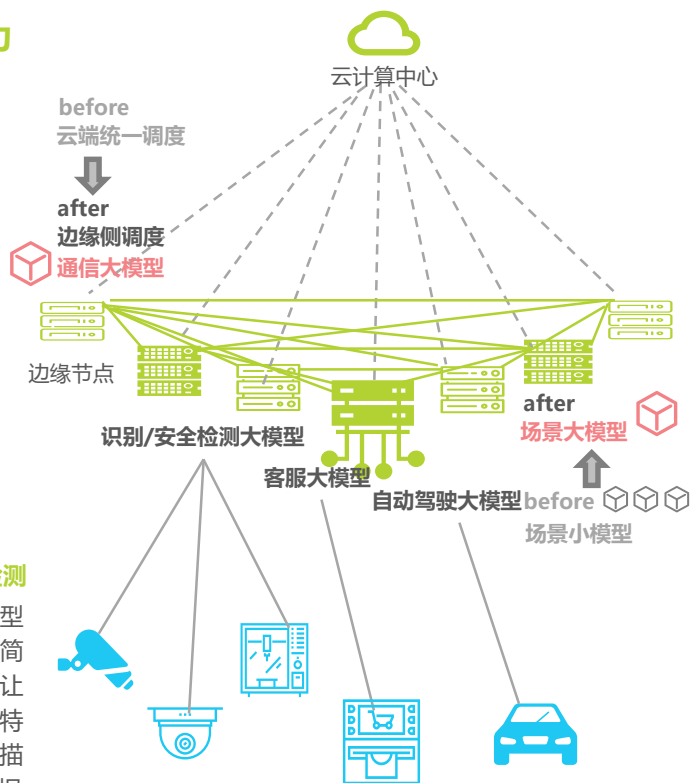 力
云计算中心
before
云端统一调度
after
边缘侧调度
通信大模型
边缘节点
识别/安全检测大模型
客服大模型
自动驾驶大模型
after
场景大模型
before
场景小模型
测
型
简
让
特
描